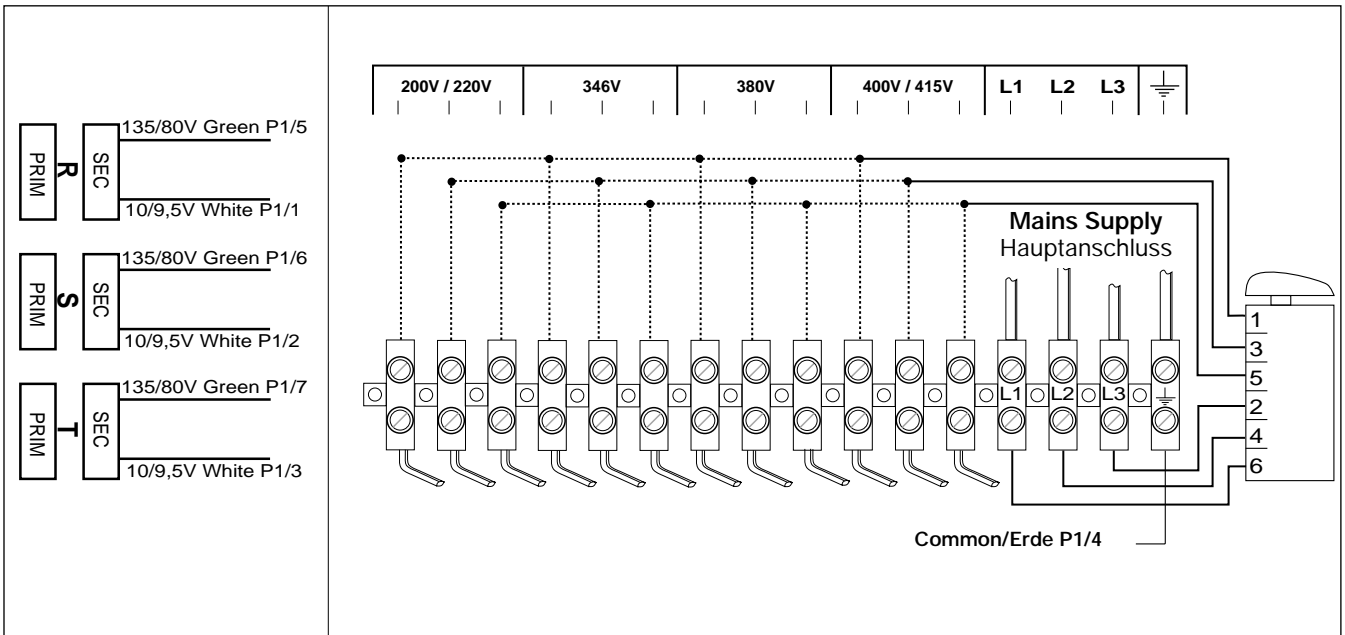 135/80V Green P1/5
PRIM
R
SEC
10/9,5V White P1/1
135/80V Green P1/6
PRIM
S
SEC
10/9,5V White P1/2
135/80V Green P1/7
PRIM
T
SEC
10/9,5V White P1/3
200V / 220V 346V 380V 400V / 415V L1 L2 L3
Mains Supply
Hauptanschluss
1
3
5
2
4
6
L1 L2 L3
Common/Erde P1/4